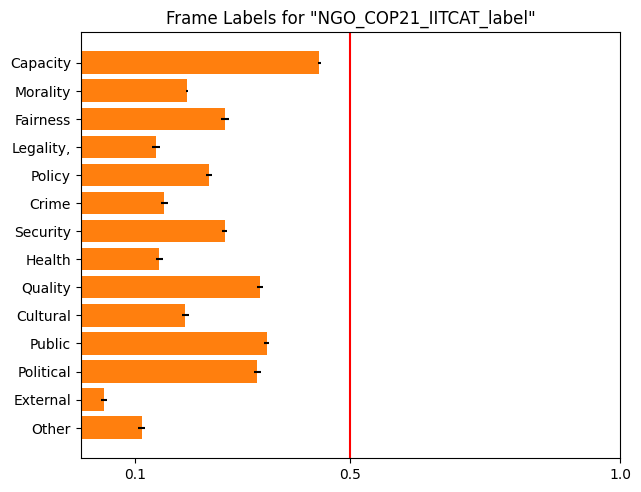 Frame Labels for "NGO_COP21_IITCAT_label"
Capacity
Morality
Fairness
Legality,
Policy
Crime
Security
Health
Quality
Cultural
Public
Political
External
Other
0.1 0.5 1.0